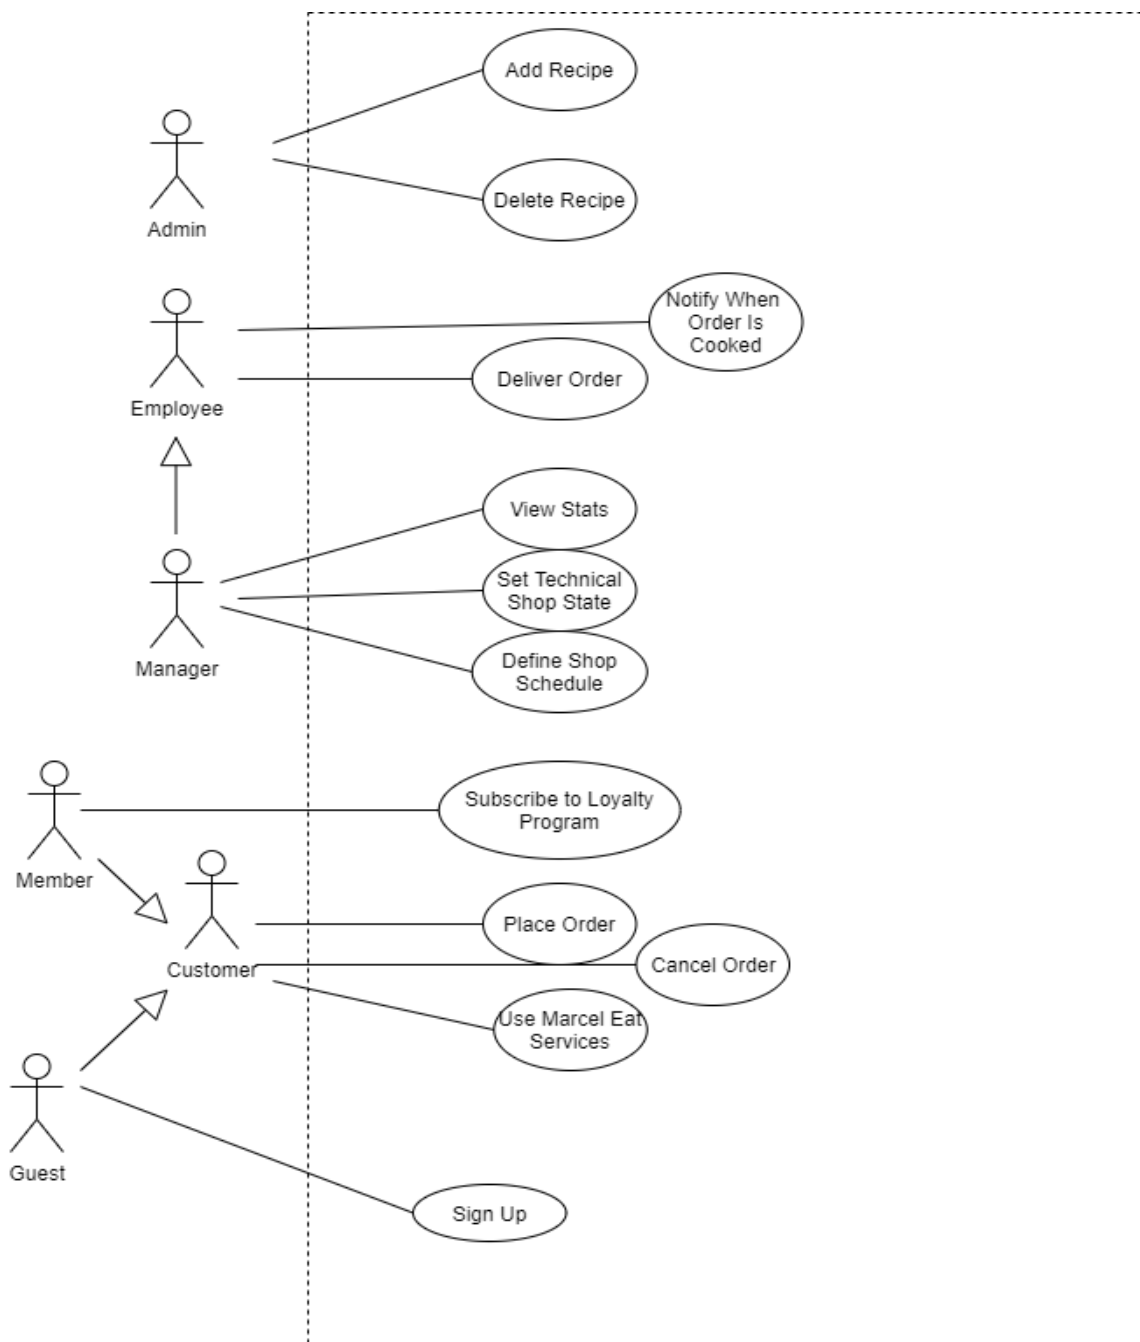 Add Recipe
Admin
Delete Recipe
Notify When
Order Is
Cooked
Deliver Order
Employee
View Stats
Set Technical
Shop State
Manager
Define Shop
Schedule
Subscribe to Loyalty
Program
Member
Place Order
Customer
Cancel Order
Use Marcel Eat
Services
Guest
Sign Up